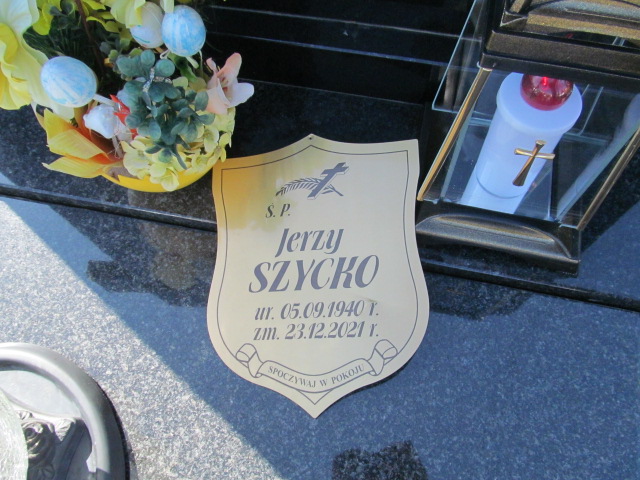 Ś. P.
Jerzy
SZYCKO
ur. 05.09.1940 r.
zm. 23.12.2021 r.
SPOCZYWAJ W POKOJU